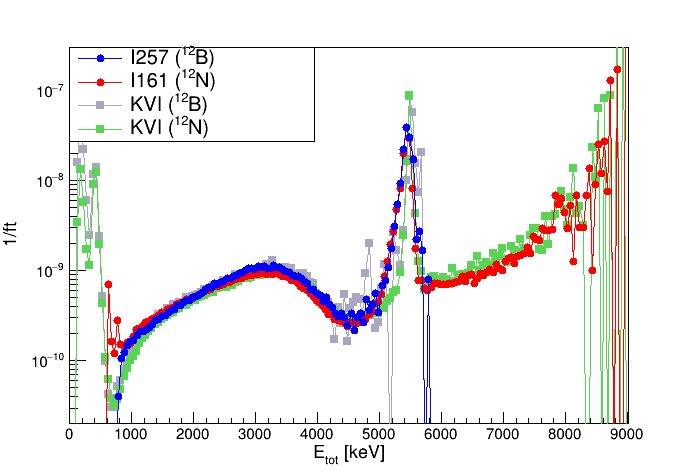 I257 (¹²B)
I161 (¹²N)
KVI (¹²B)
KVI (¹²N)
10⁻⁷
10⁻⁸
10⁻⁹
10⁻¹⁰
1/ft
0 1000 2000 3000 4000 5000 6000 7000 8000 9000
E_tot [keV]